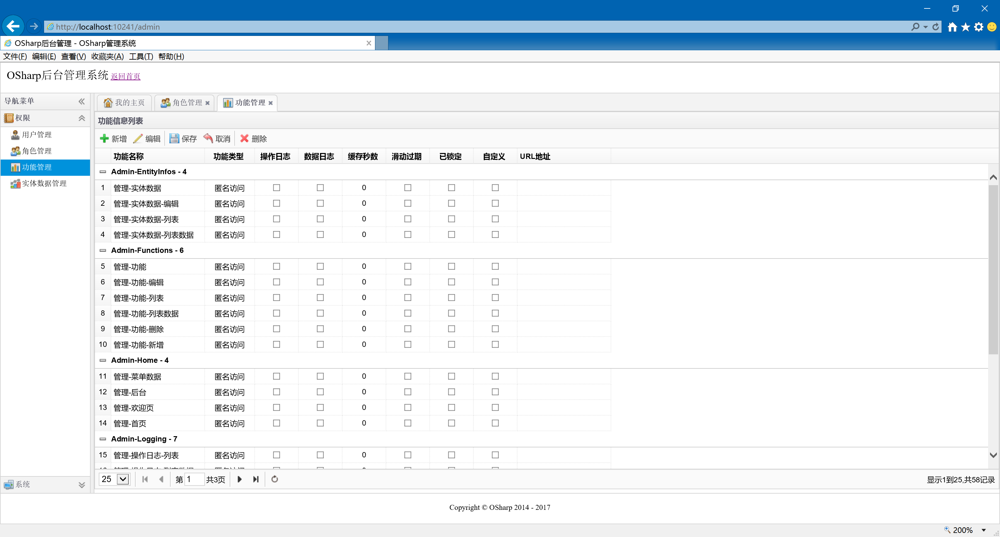 http://localhost:10241/admin
OSharp后台管理 - OSharp管理系统
文件(F) 编辑(E) 查看(V) 收藏夹(A) 工具(T) 帮助(H)
OSharp后台管理系统 返回首页
导航菜单
权限
用户管理
角色管理
功能管理
实体数据管理
系统
我的主页 角色管理 功能管理
功能信息列表
新增 编辑 保存 取消 删除
功能名称 功能类型 操作日志 数据日志 缓存秒数 滑动过期 已锁定 自定义 URL地址
Admin-EntityInfos - 4
1 管理-实体数据 匿名访问 0
2 管理-实体数据-编辑 匿名访问 0
3 管理-实体数据-列表 匿名访问 0
4 管理-实体数据-列表数据 匿名访问 0
Admin-Functions - 6
5 管理-功能 匿名访问 0
6 管理-功能-编辑 匿名访问 0
7 管理-功能-列表 匿名访问 0
8 管理-功能-列表数据 匿名访问 0
9 管理-功能-删除 匿名访问 0
10 管理-功能-新增 匿名访问 0
Admin-Home - 4
11 管理-菜单数据 匿名访问 0
12 管理-后台 匿名访问 0
13 管理-欢迎页 匿名访问 0
14 管理-首页 匿名访问 0
Admin-Logging - 7
15 管理-操作日志-列表 匿名访问 0
25 第 1 共3页 显示1到25,共58记录
Copyright © OSharp 2014 - 2017
200%